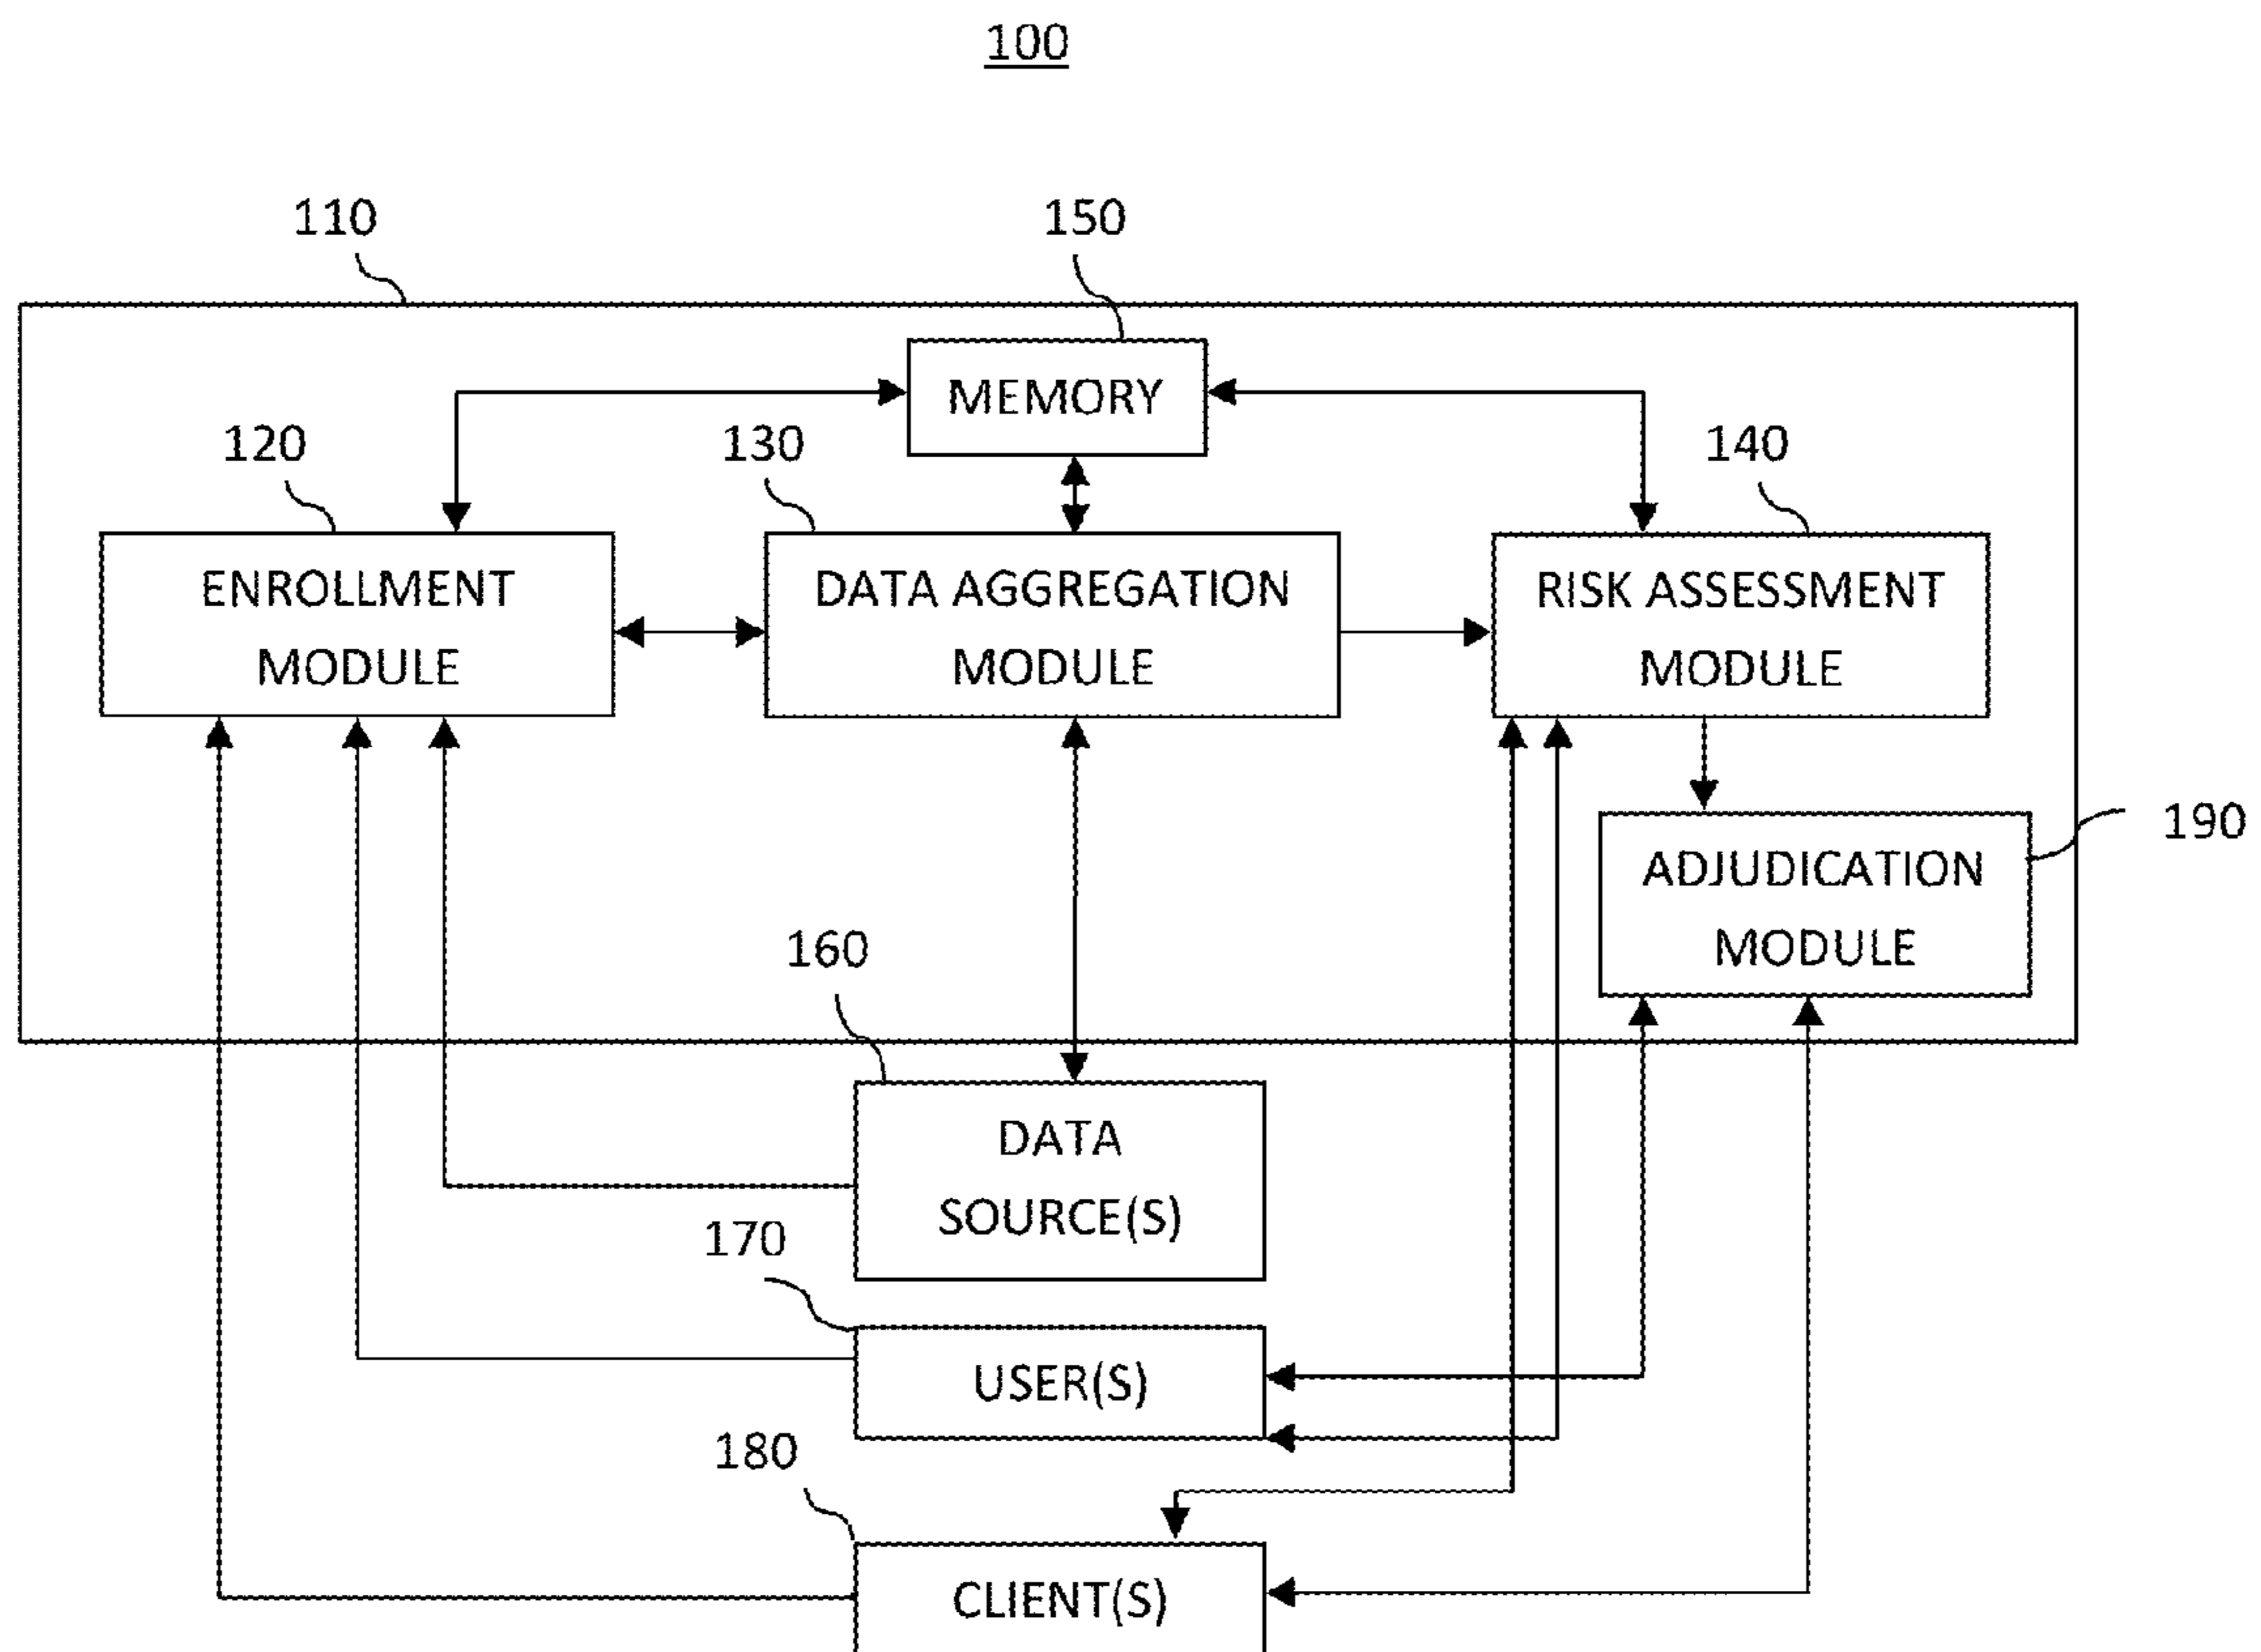 100
110
150
MEMORY
120
130
140
ENROLLMENT
MODULE
DATA AGGREGATION
MODULE
RISK ASSESSMENT
MODULE
190
ADJUDICATION
MODULE
160
DATA
SOURCE(S)
170
USER(S)
180
CLIENT(S)